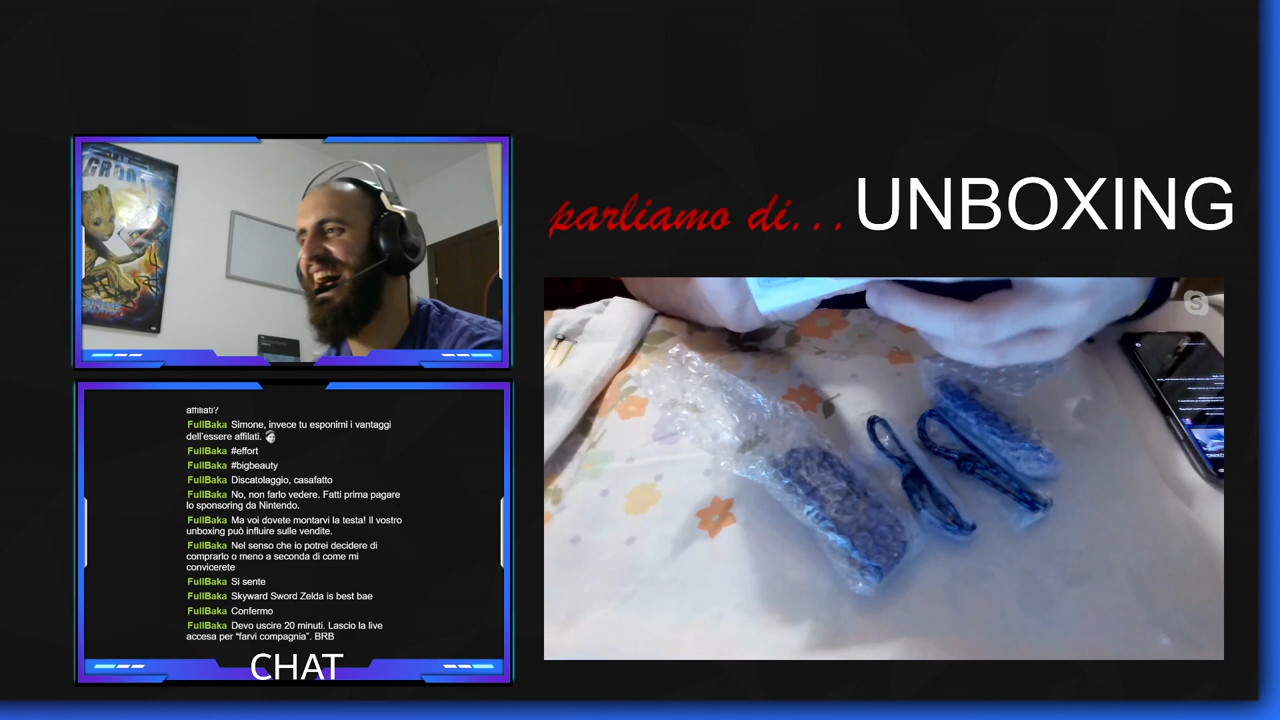 GROOT
parliamo di... UNBOXING
affiliati?
FullBaka Simone, invece tu esponimi i vantaggi
dell'essere affilati.
FullBaka #effort
FullBaka #bigbeauty
FullBaka Discatolaggio, casafatto
FullBaka No, non farlo vedere. Fatti prima pagare
lo sponsoring da Nintendo.
FullBaka Ma voi dovete montarvi la testa! Il vostro
unboxing può influire sulle vendite.
FullBaka Nel senso che io potrei decidere di
comprarlo o meno a seconda di come mi
convicerete
FullBaka Si sente
FullBaka Skyward Sword Zelda is best bae
FullBaka Confermo
FullBaka Devo uscire 20 minuti. Lascio la live
accesa per "farvi compagnia". BRB
CHAT